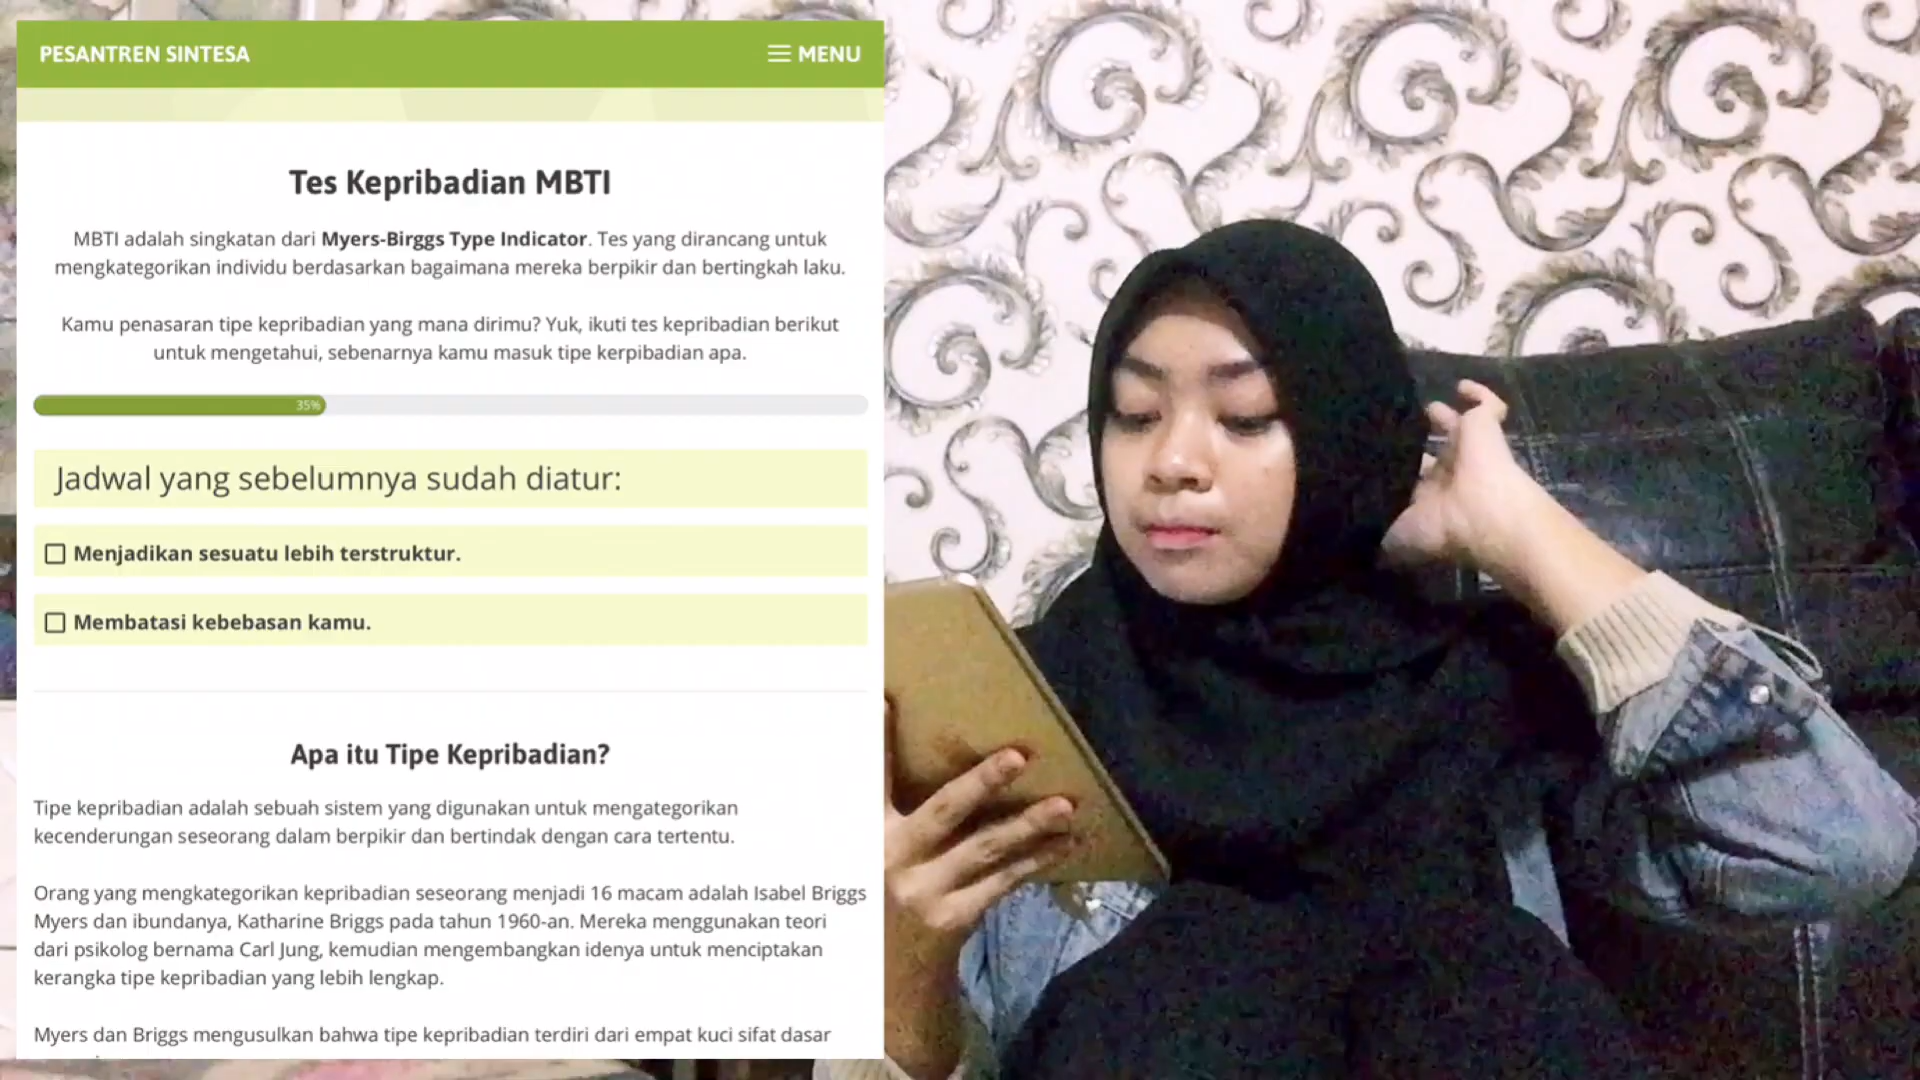 PESANTREN SINTESA
MENU
Tes Kepribadian MBTI
MBTI adalah singkatan dari Myers-Birggs Type Indicator. Tes yang dirancang untuk
mengkategorikan individu berdasarkan bagaimana mereka berpikir dan bertingkah laku.
Kamu penasaran tipe kepribadian yang mana dirimu? Yuk, ikuti tes kepribadian berikut
untuk mengetahui, sebenarnya kamu masuk tipe kerpibadian apa.
35%
Jadwal yang sebelumnya sudah diatur:
Menjadikan sesuatu lebih terstruktur.
Membatasi kebebasan kamu.
Apa itu Tipe Kepribadian?
Tipe kepribadian adalah sebuah sistem yang digunakan untuk mengategorikan
kecenderungan seseorang dalam berpikir dan bertindak dengan cara tertentu.
Orang yang mengkategorikan kepribadian seseorang menjadi 16 macam adalah Isabel Briggs
Myers dan ibundanya, Katharine Briggs pada tahun 1960-an. Mereka menggunakan teori
dari psikolog bernama Carl Jung, kemudian mengembangkan idenya untuk menciptakan
kerangka tipe kepribadian yang lebih lengkap.
Myers dan Briggs mengusulkan bahwa tipe kepribadian terdiri dari empat kuci sifat dasar